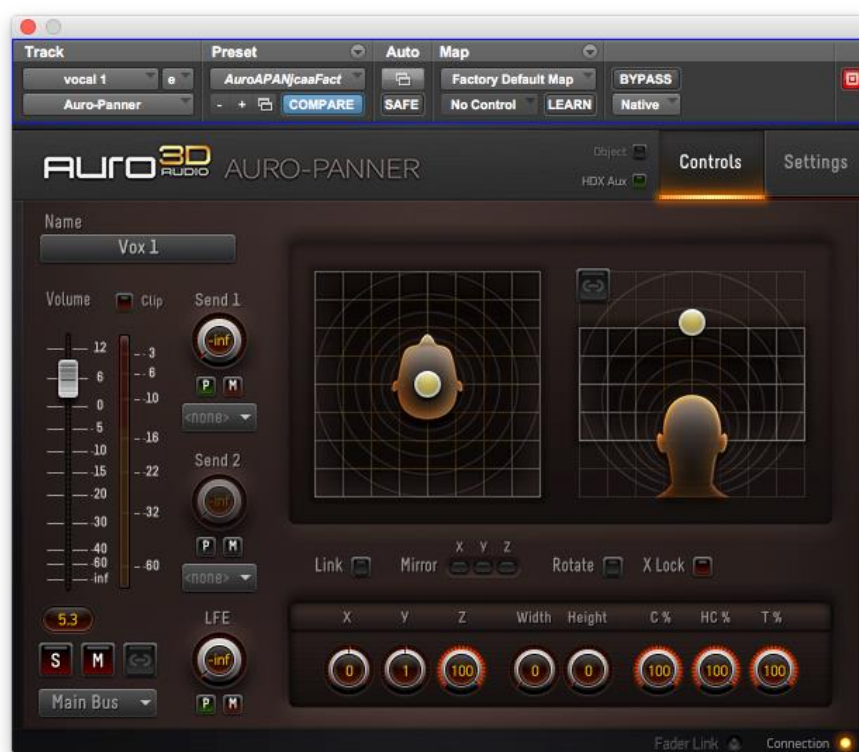 Track Preset Auto Map
vocal 1 e AuroAPANjcaaFact Factory Default Map BYPASS
Auro-Panner - + COMPARE SAFE No Control LEARN Native
AURO 3D AUDIO AURO-PANNER
Object
HDX Aux
Controls Settings
Name
Vox 1
Volume Clip Send 1
12
6
0
5
10
15
20
30
40
60
inf
- 3
- 6
-10
-16
-22
-32
-60
-inf
P M
<none>
Send 2
-inf
P M
<none>
Link Mirror X Y Z Rotate X Lock
5.3 LFE
S M -inf
Main Bus P M
X Y Z Width Height C % HC % T %
0 1 100 0 0 100 100 100
Fader Link Connection